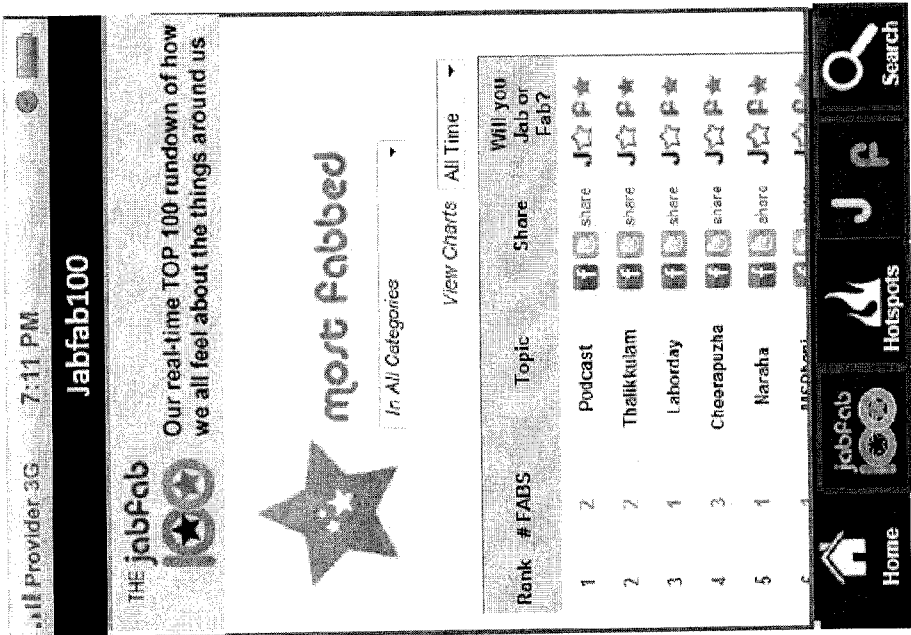 Provider 3G 7:11 PM
Jabfab100
THE jabfab
100
Our real-time TOP 100 rundown of how
we all feel about the things around us
most fabbed
In All Categories
View Charts All Time
Rank # FABS Topic Share Will you Jab or Fab?
1 2 Podcast f share J F
2 2 Thalikkulam f share J F
3 1 Laborday f share J F
4 3 Cheerapuzha f share J F
5 1 Naraha f share J F
Home
jabfab
100
Hotspots
J F
Search